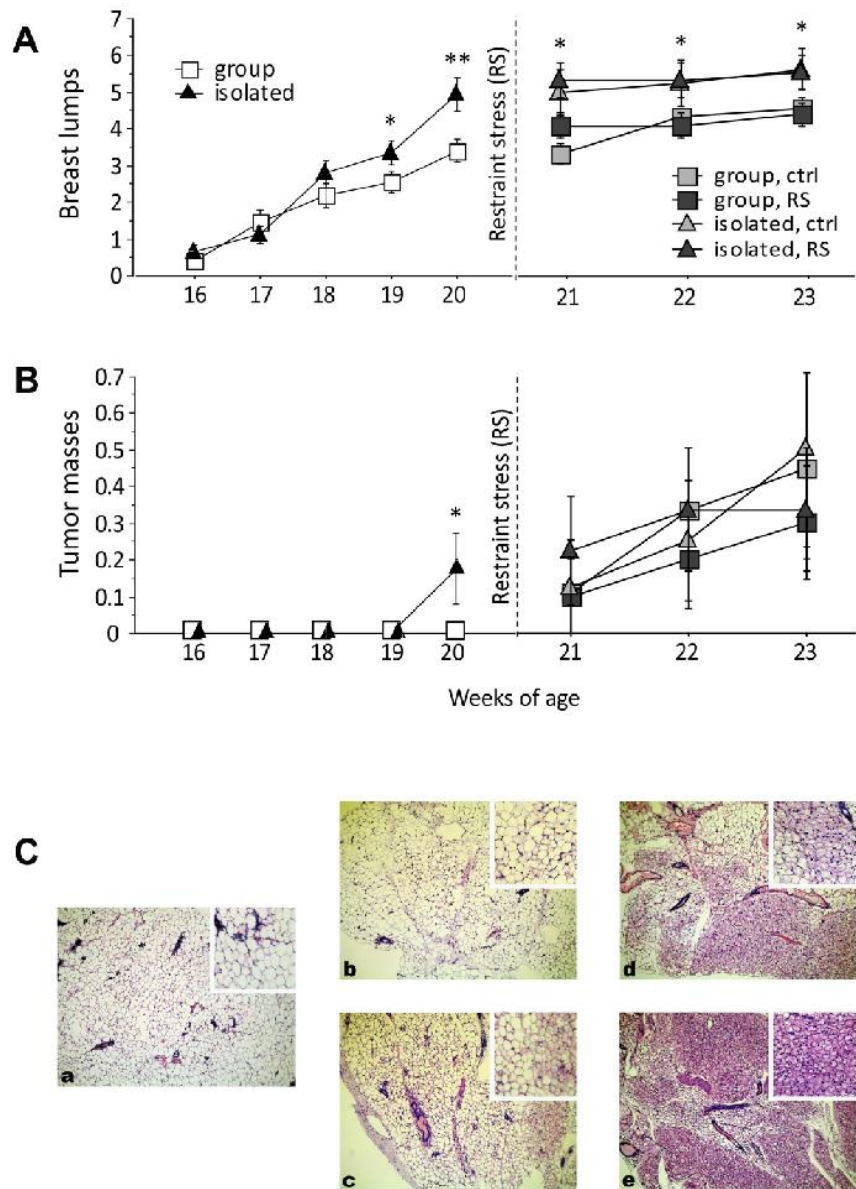 A
Breast lumps
7
6
5
4
3
2
1
0
group
isolated
*
**
Restraint stress (RS)
*
*
*
group, ctrl
group, RS
isolated, ctrl
isolated, RS
16 17 18 19 20 21 22 23
B
Tumor masses
0.7
0.6
0.5
0.4
0.3
0.2
0.1
0
*
Restraint stress (RS)
16 17 18 19 20 21 22 23
Weeks of age
C
a
b
c
d
e